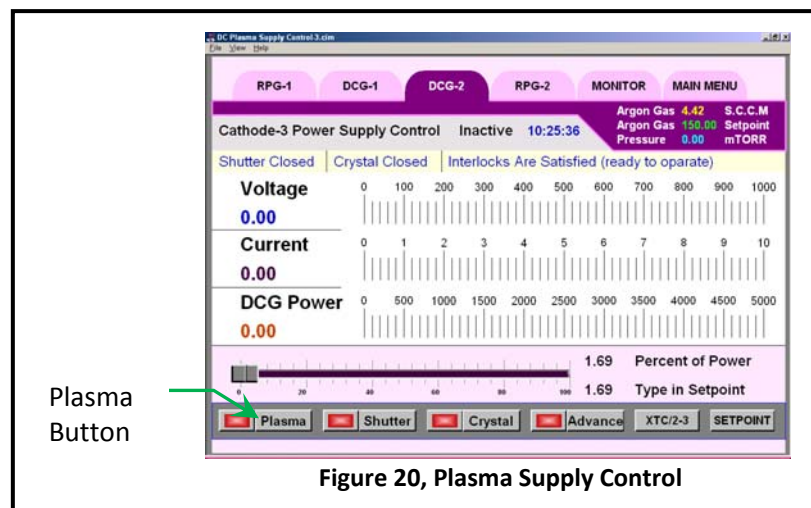 DC Plasma Supply Control-3.cim
File View Help
RPG-1 DCG-1 DCG-2 RPG-2 MONITOR MAIN MENU
Argon Gas 4.42 S.C.C.M
Argon Gas 150.00 Setpoint
Pressure 0.00 mTORR
Cathode-3 Power Supply Control Inactive 10:25:36
Shutter Closed Crystal Closed Interlocks Are Satisfied (ready to oparate)
Voltage 0 100 200 300 400 500 600 700 800 900 1000
0.00
Current 0 1 2 3 4 5 6 7 8 9 10
0.00
DCG Power 0 500 1000 1500 2000 2500 3000 3500 4000 4500 5000
0.00
1.69 Percent of Power
0 20 40 60 80 100
1.69 Type in Setpoint
Plasma Shutter Crystal Advance XTC/2-3 SETPOINT
Plasma
Button
Figure 20, Plasma Supply Control